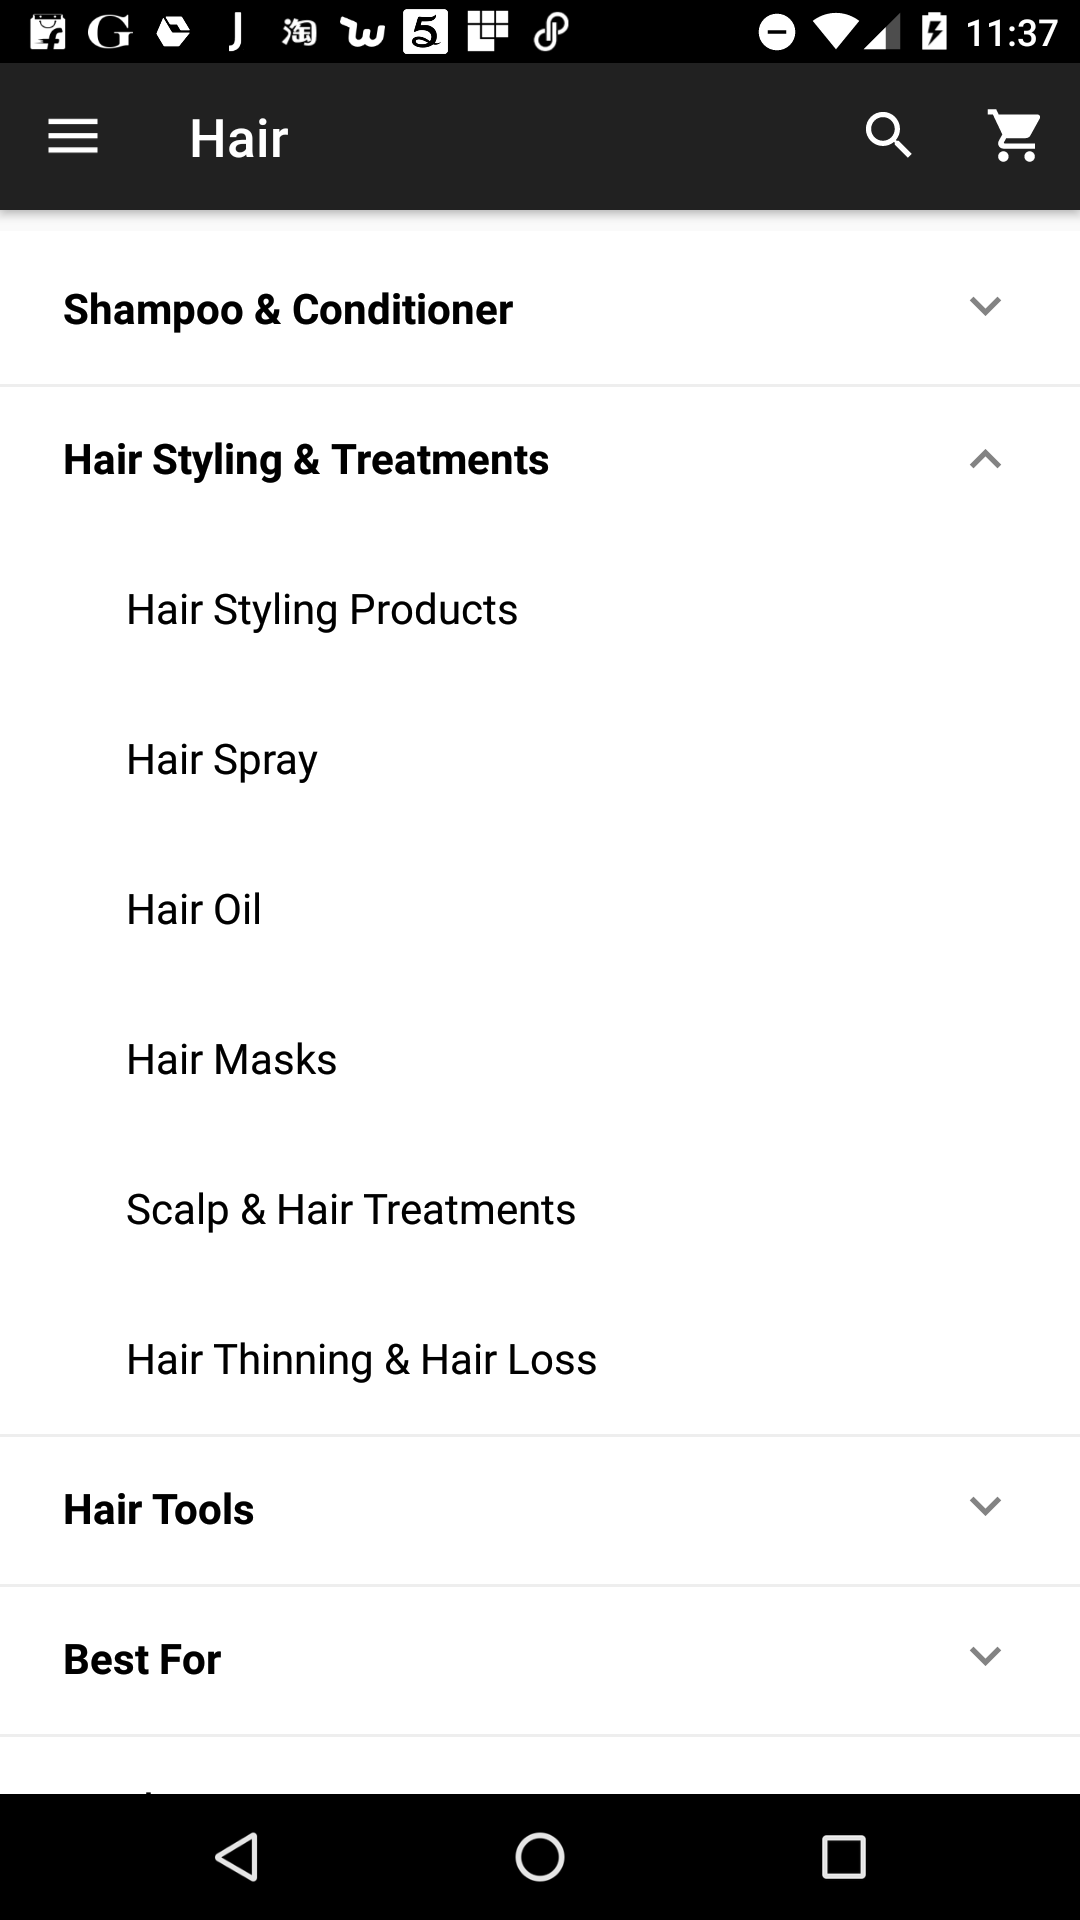 G J 淘 W 5 11:37
Hair
Shampoo & Conditioner
Hair Styling & Treatments
Hair Styling Products
Hair Spray
Hair Oil
Hair Masks
Scalp & Hair Treatments
Hair Thinning & Hair Loss
Hair Tools
Best For